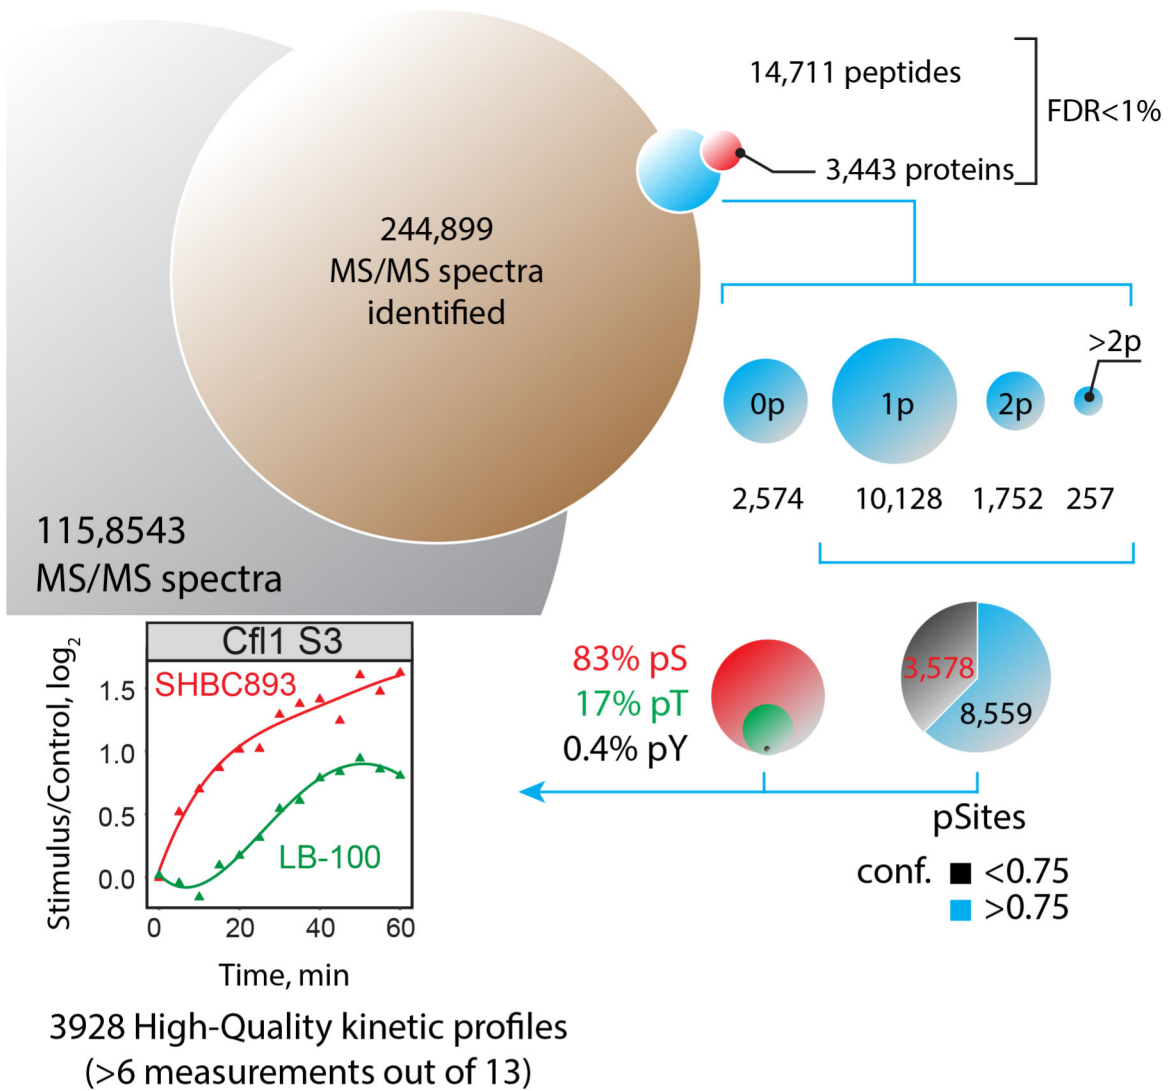 14,711 peptides
FDR<1%
3,443 proteins
244,899
MS/MS spectra
identified
>2p
0p
1p
2p
2,574
10,128
1,752
257
115,8543
MS/MS spectra
83% pS
17% pT
0.4% pY
3,578
8,559
pSites
conf.
<0.75
>0.75
Cfl1 S3
SHBC893
LB-100
Stimulus/Control, log2
1.5
1.0
0.5
0.0
0
20
40
60
Time, min
3928 High-Quality kinetic profiles
(>6 measurements out of 13)